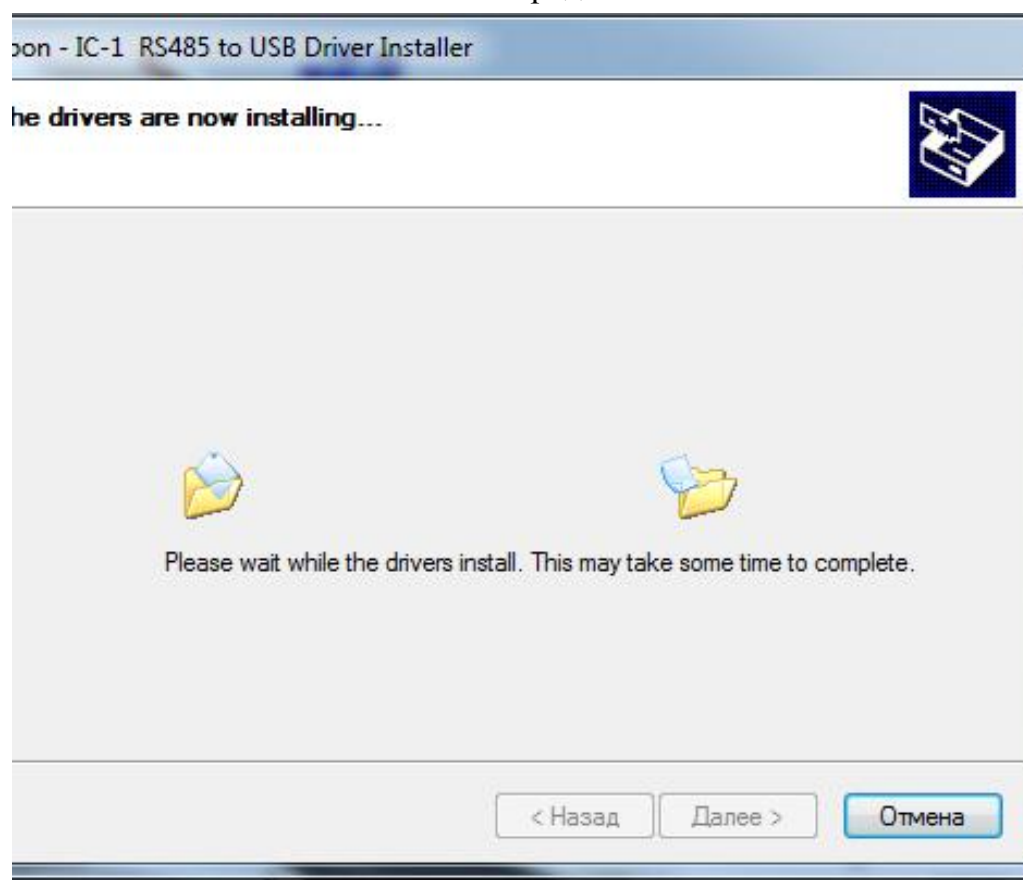 - IC-1 RS485 to USB Driver Installer
he drivers are now installing...
Please wait while the drivers install. This may take some time to complete.
< Назад
Далее >
Отмена